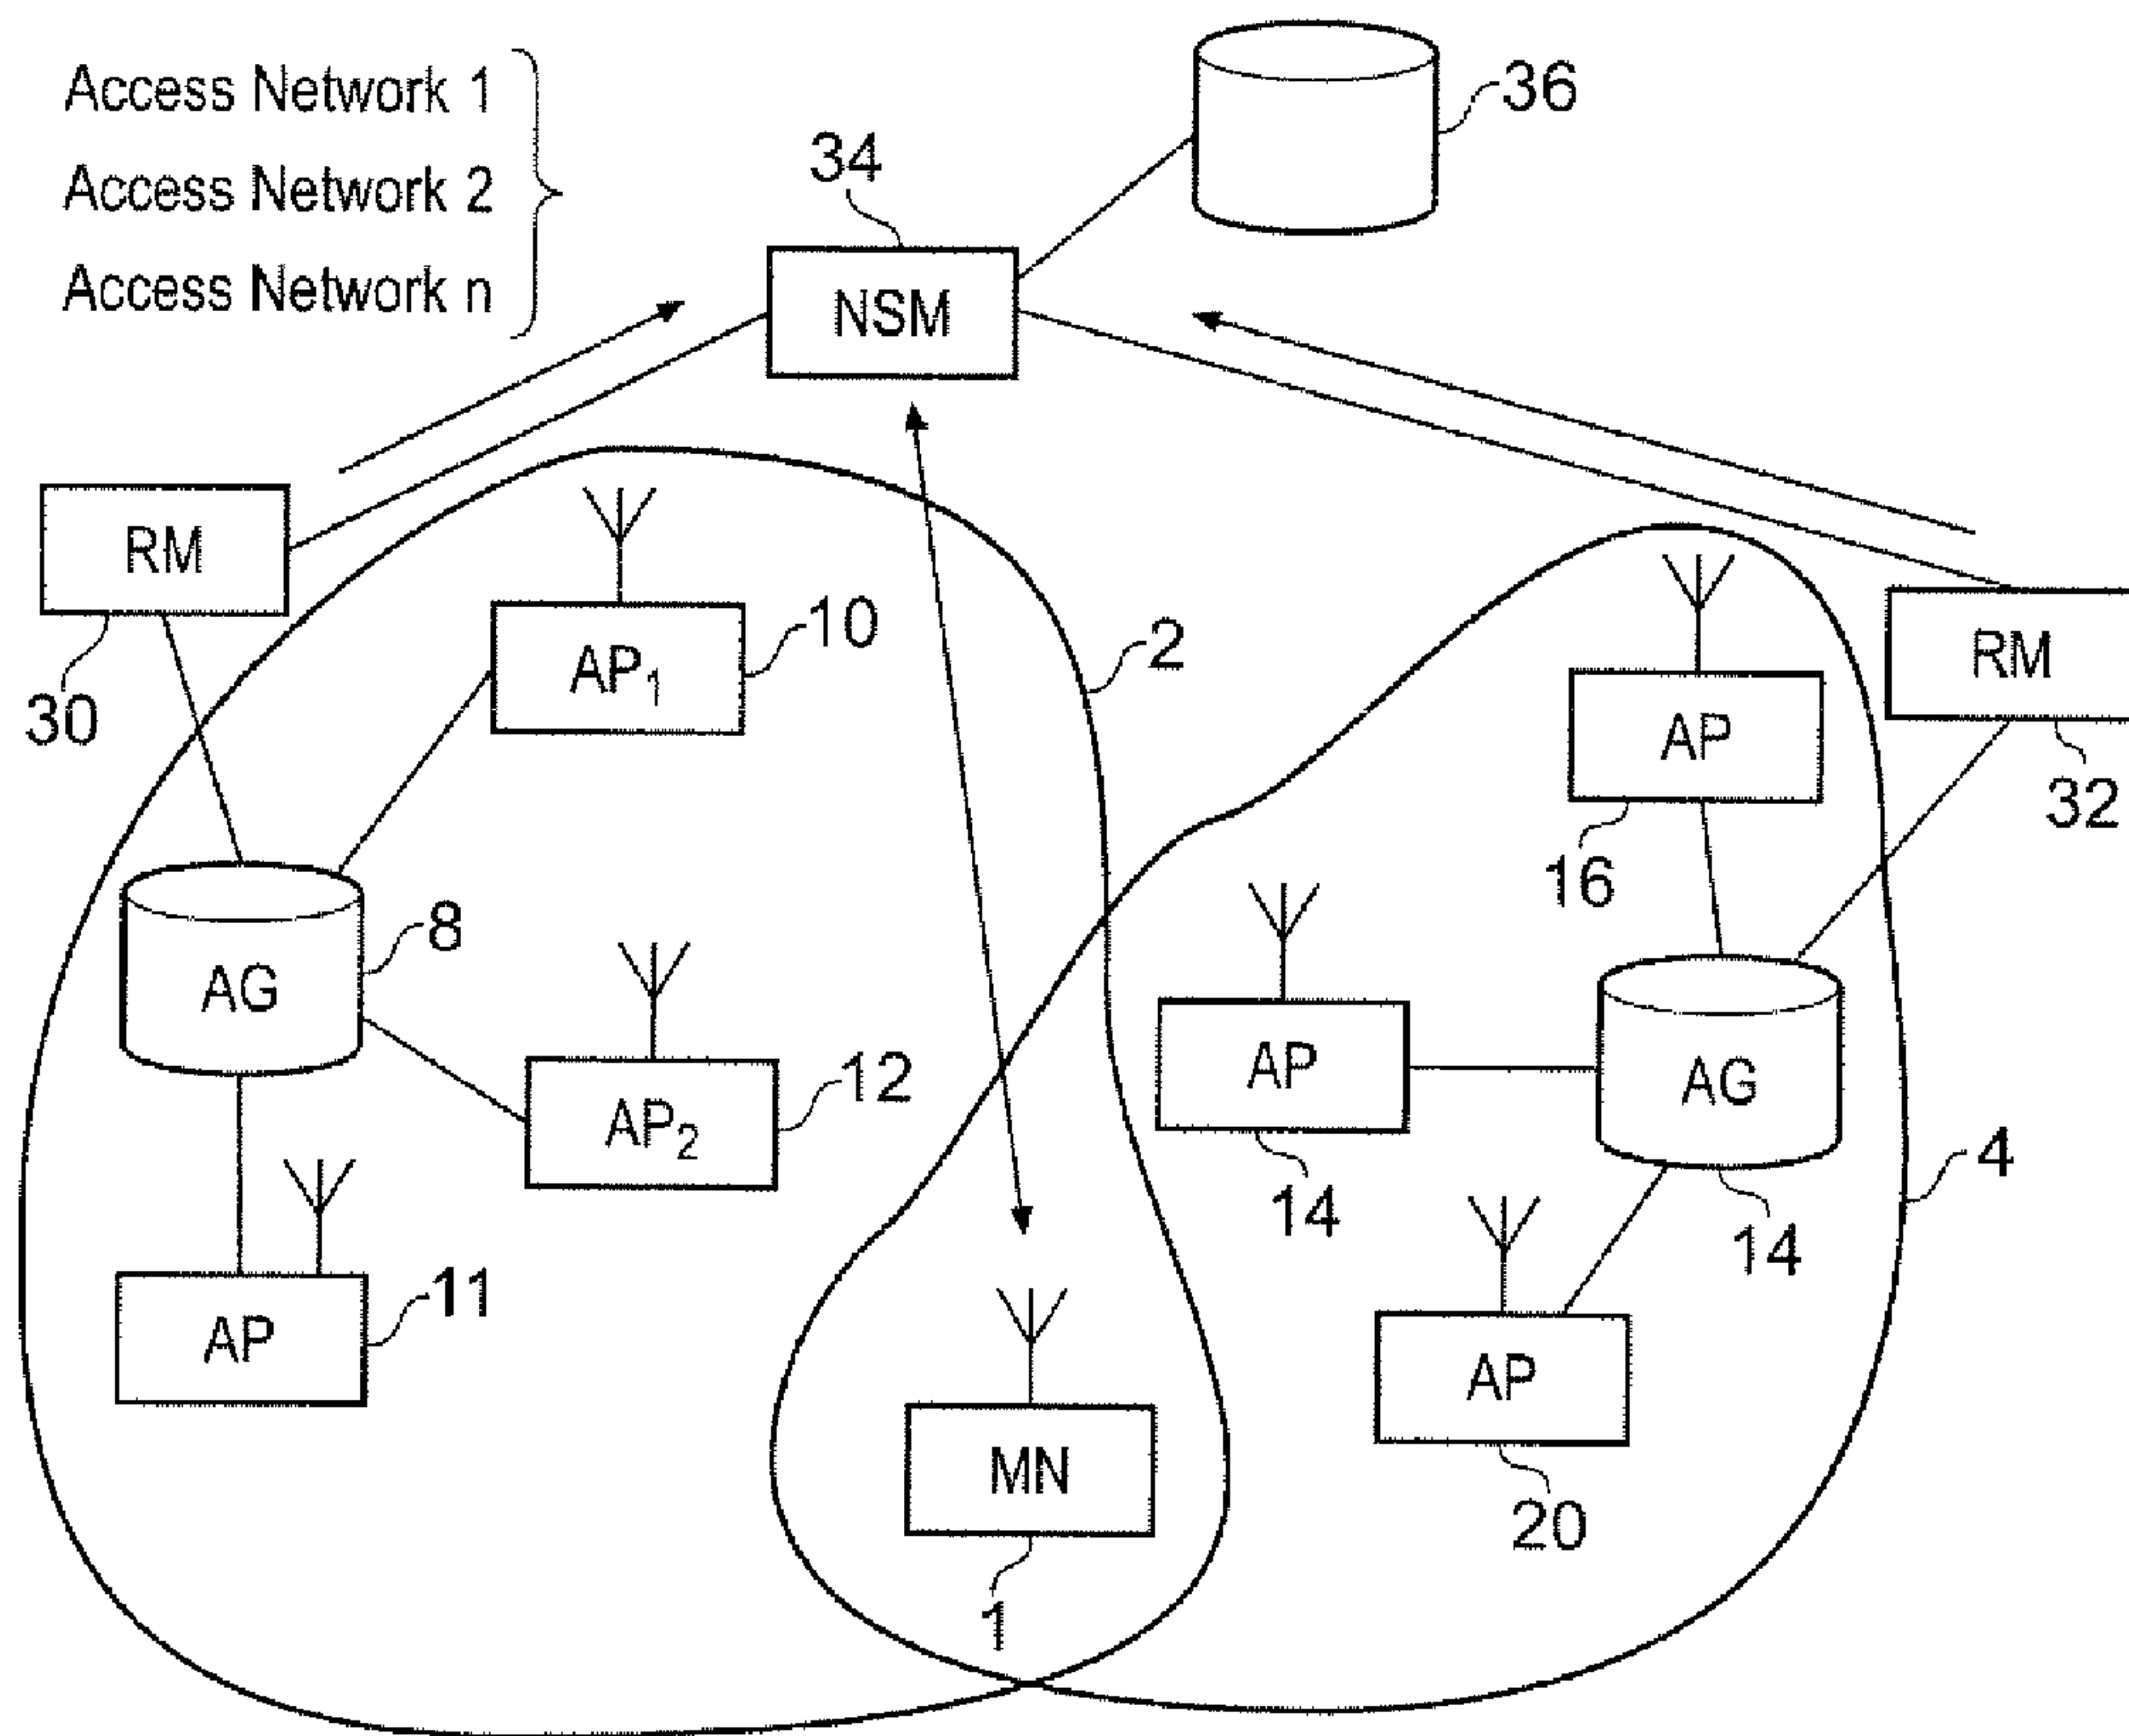 Access Network 1
Access Network 2
Access Network n
36
34
NSM
RM
30
AP1
10
2
AP
16
RM
32
AG
8
AP2
12
AP
14
AG
14
4
AP
11
AP
20
MN
1